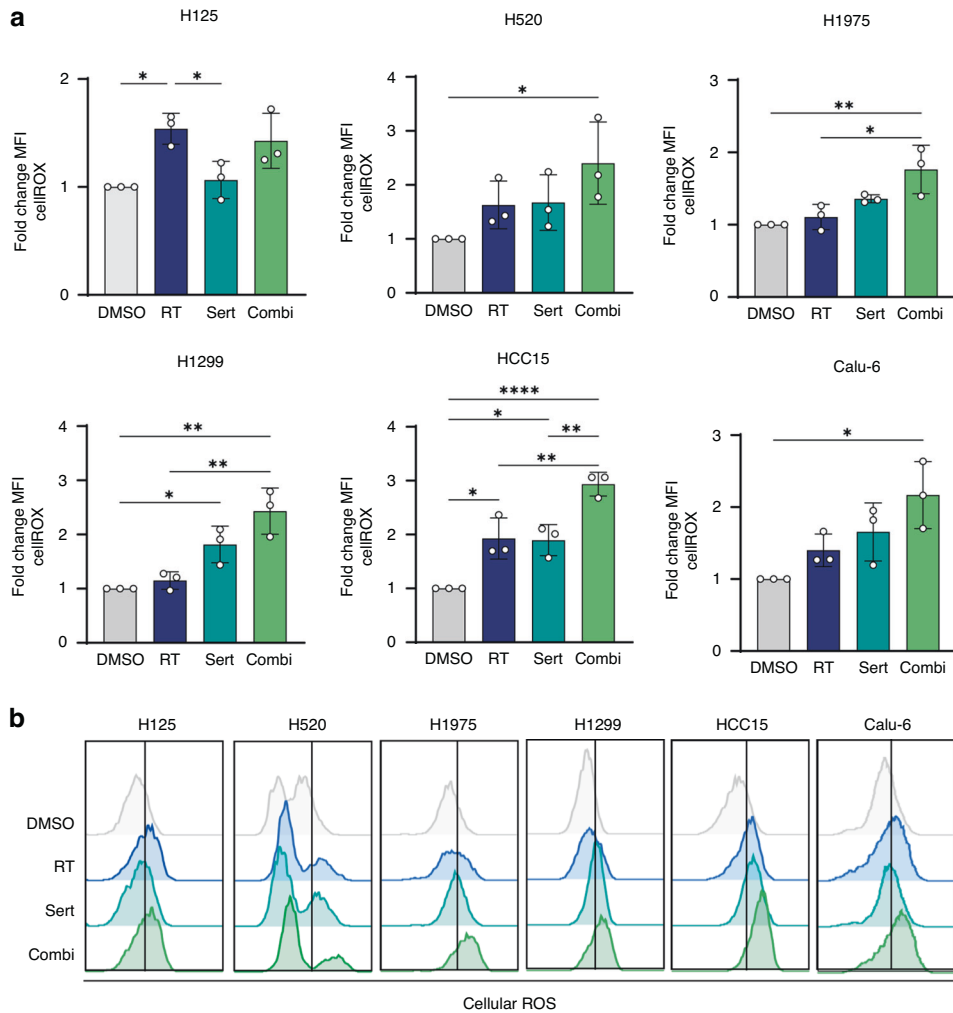 a
H125
Fold change MFI
cellROX
2
1
0
* *
DMSO RT Sert Combi
H520
Fold change MFI
cellROX
4
3
2
1
0
*
DMSO RT Sert Combi
H1975
Fold change MFI
cellROX
3
2
1
0
**
*
DMSO RT Sert Combi
H1299
Fold change MFI
cellROX
4
3
2
1
0
**
**
*
DMSO RT Sert Combi
HCC15
Fold change MFI
cellROX
4
3
2
1
0
****
*
**
**
*
DMSO RT Sert Combi
Calu-6
Fold change MFI
cellROX
3
2
1
0
*
DMSO RT Sert Combi
b
H125 H520 H1975 H1299 HCC15 Calu-6
DMSO
RT
Sert
Combi
Cellular ROS